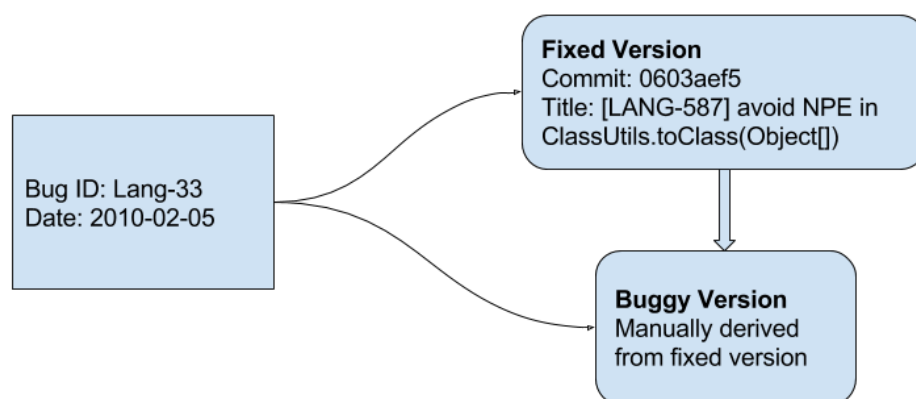 Fixed Version
Commit: 0603aef5
Title: [LANG-587] avoid NPE in
ClassUtils.toClass(Object[])
Bug ID: Lang-33
Date: 2010-02-05
Buggy Version
Manually derived
from fixed version